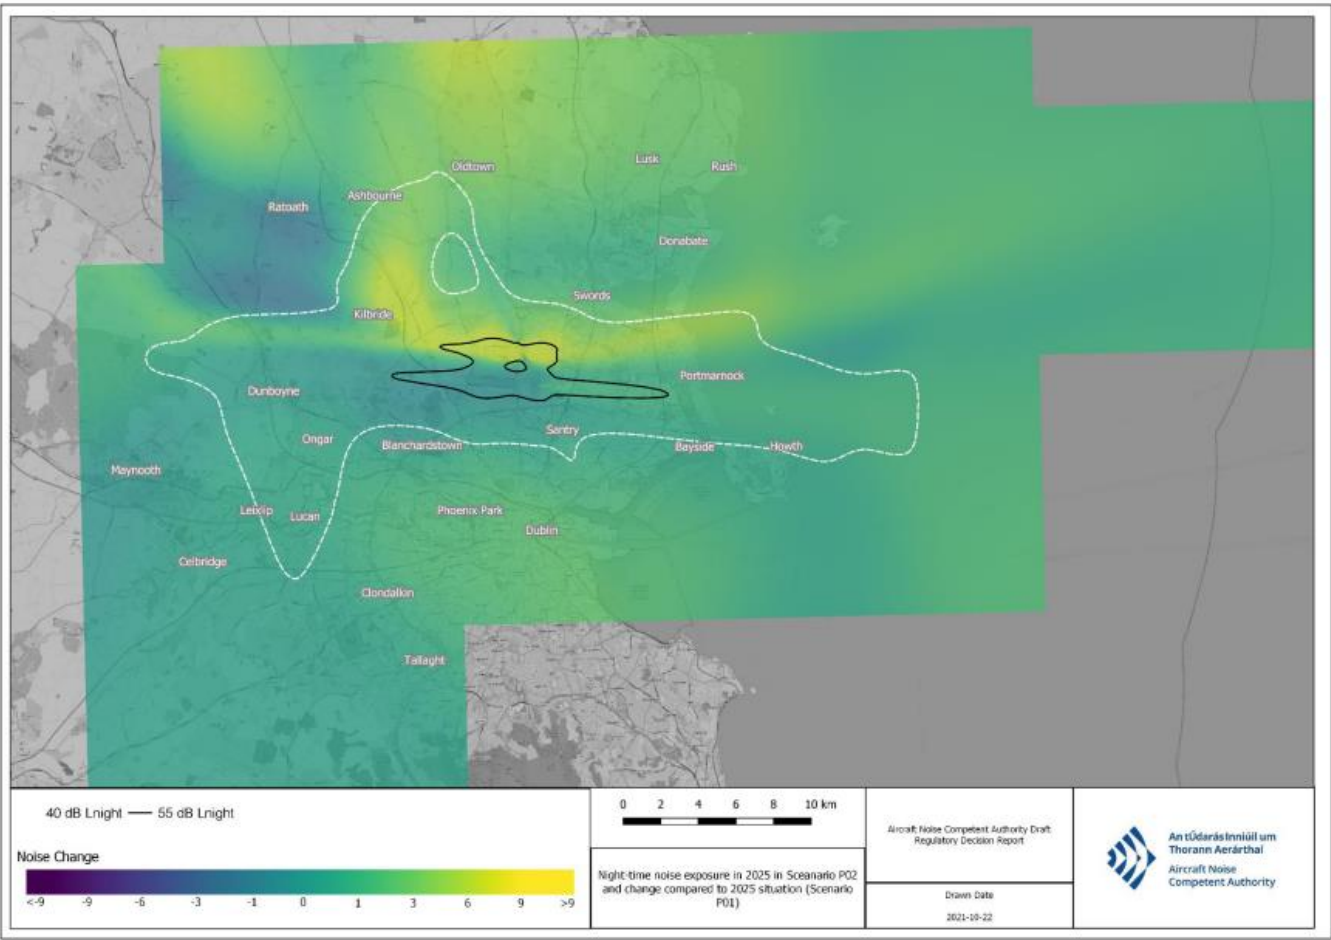 Oldtown
Lusk
Rush
Ashbourne
Ratoath
Donabate
Swords
Kilbride
Portmarnock
Dunboyne
Santry
Ongar
Blanchardstown
Bayside
Howth
Maynooth
Leixlip
Lucan
Phoenix Park
Dublin
Celbridge
Clondalkin
Tallaght
40 dB Lnight
55 dB Lnight
Noise Change
<-9 -9 -6 -3 -1 0 1 3 6 9 >9
0 2 4 6 8 10 km
Night-time noise exposure in 2025 in Sceanario P02
and change compared to 2025 situation (Scenario
P01)
Aircraft Noise Competent Authority Draft
Regulatory Decision Report
Drawn Date
2021-10-22
An tÚdarás Inniúil um
Thorann Aerárthaí
Aircraft Noise
Competent Authority